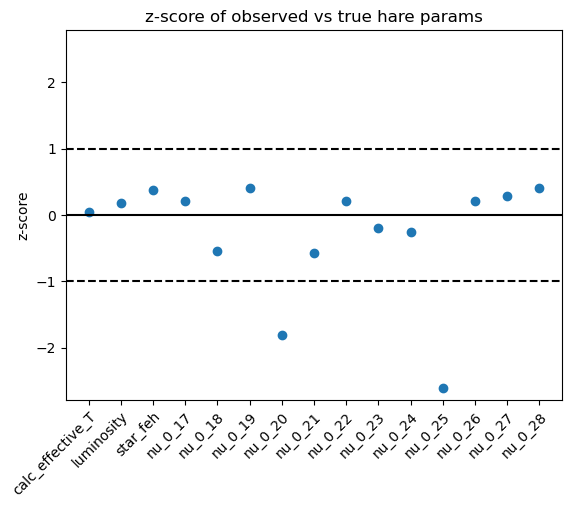 z-score of observed vs true hare params
z-score
2
1
0
−1
−2
calc_effective_T
luminosity
star_feh
nu_0_17
nu_0_18
nu_0_19
nu_0_20
nu_0_21
nu_0_22
nu_0_23
nu_0_24
nu_0_25
nu_0_26
nu_0_27
nu_0_28